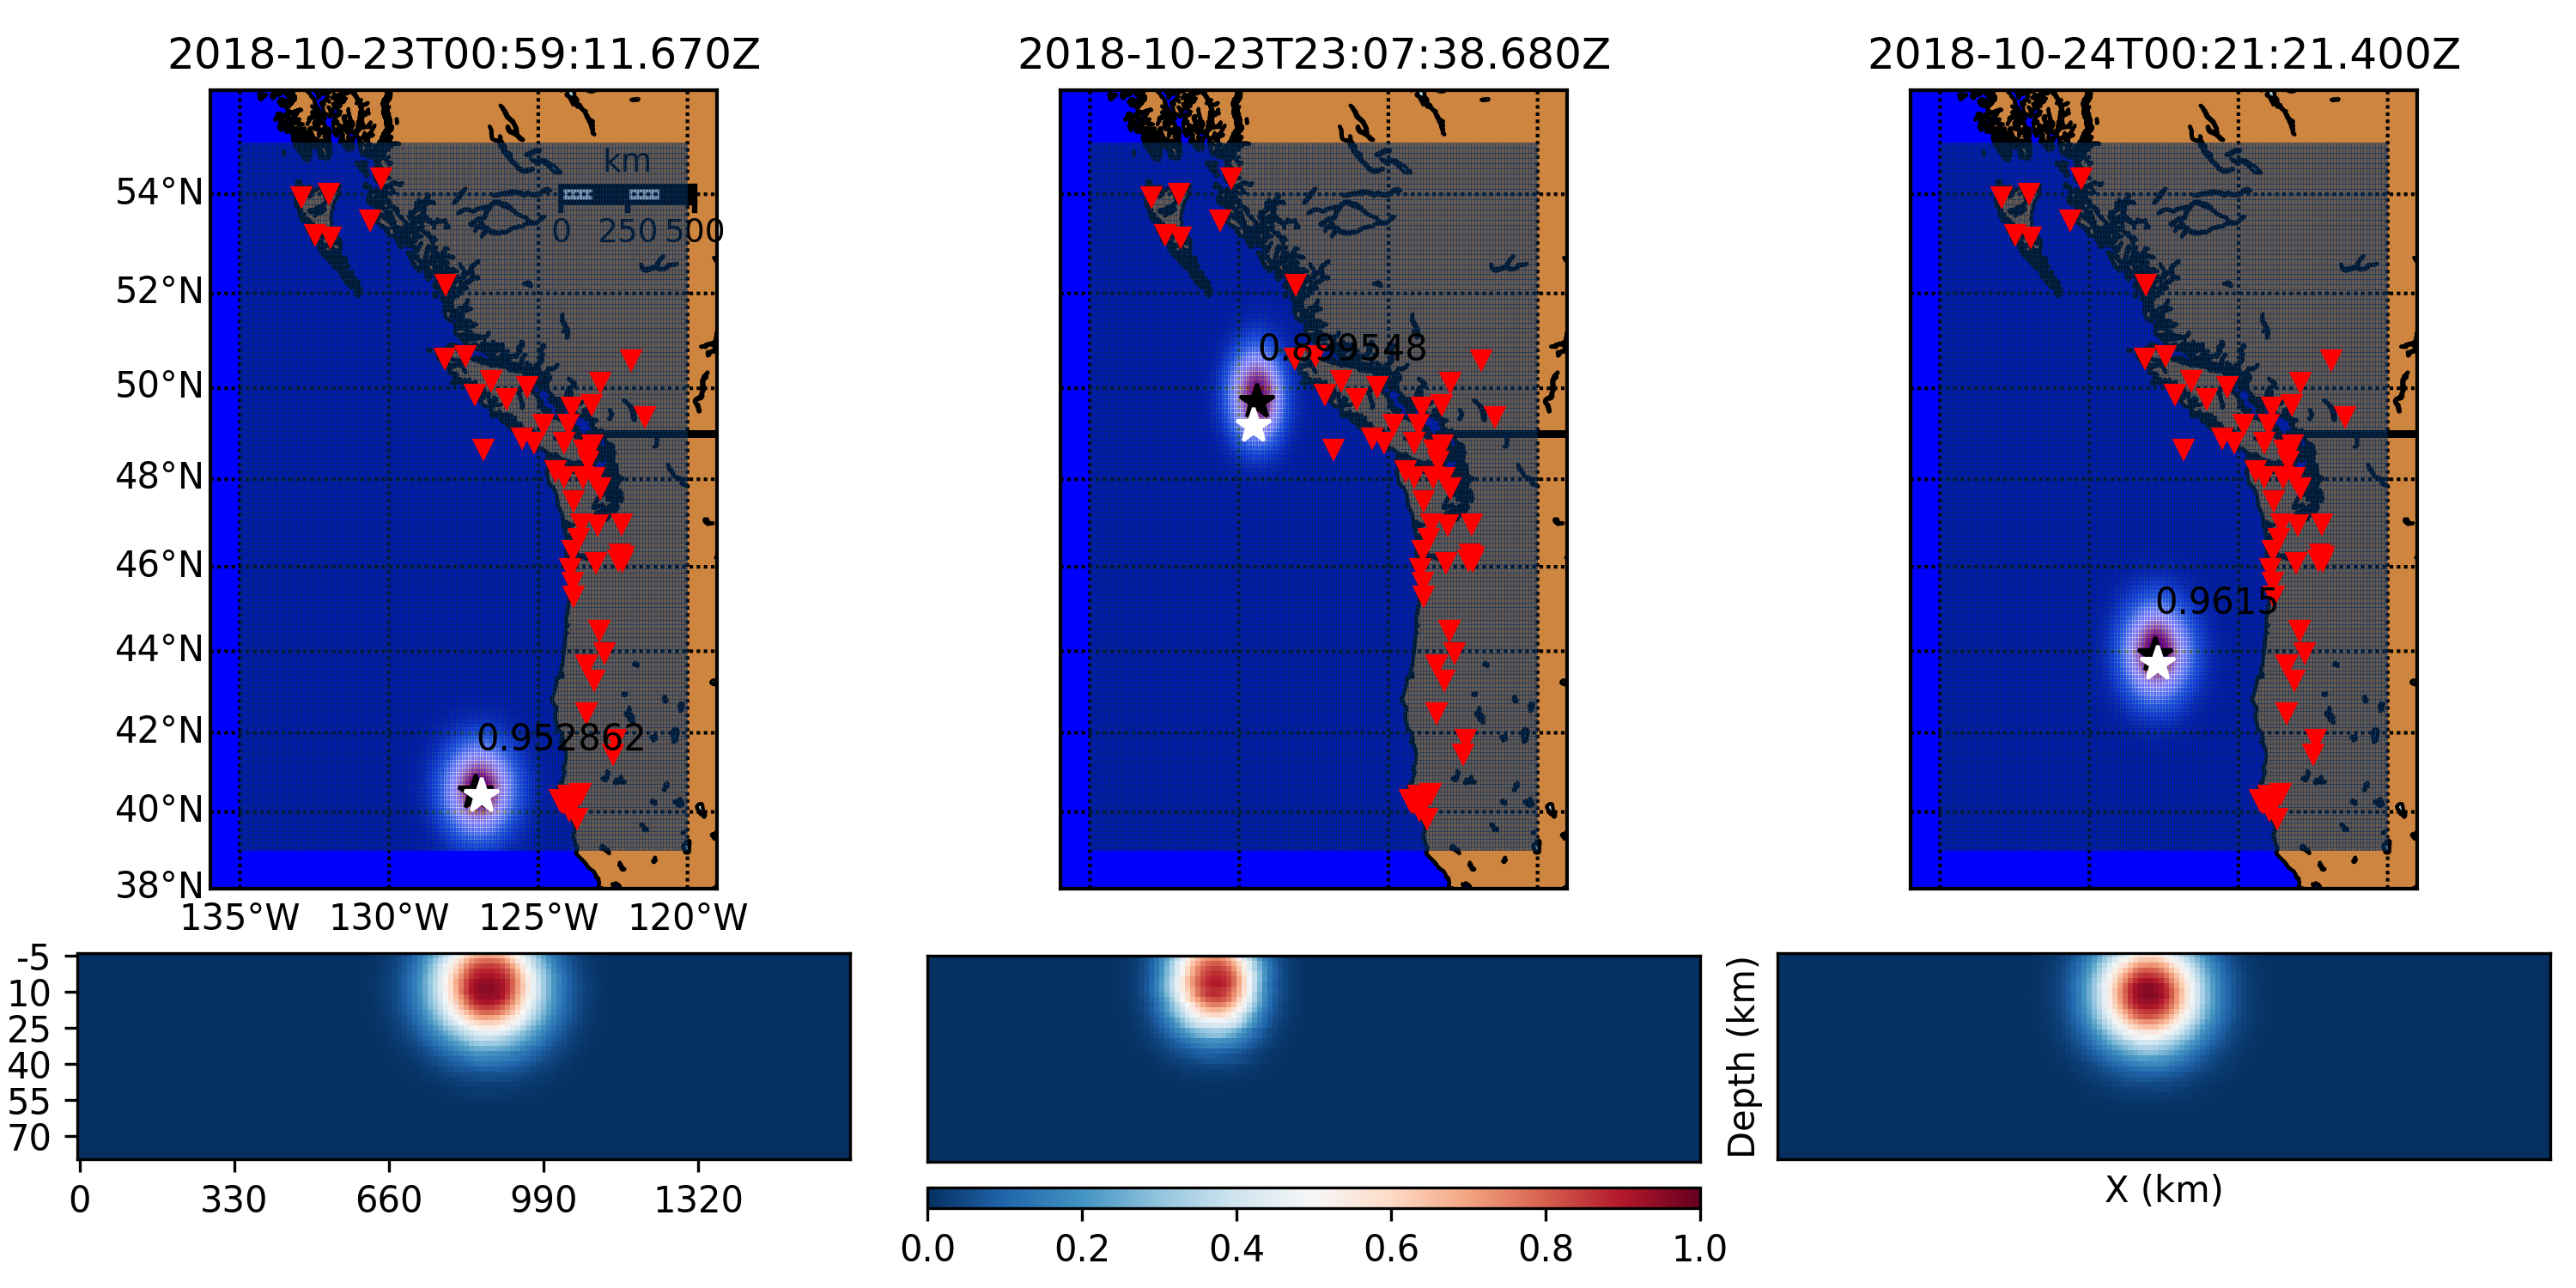 2018-10-23T00:59:11.670Z
2018-10-23T23:07:38.680Z
2018-10-24T00:21:21.400Z
km
0 250 500
54°N
52°N
50°N
48°N
46°N
44°N
42°N
40°N
38°N
135°W 130°W 125°W 120°W
0.952862
0.899548
0.9615
-5
10
25
40
55
70
0 330 660 990 1320
0.0 0.2 0.4 0.6 0.8 1.0
Depth (km)
X (km)